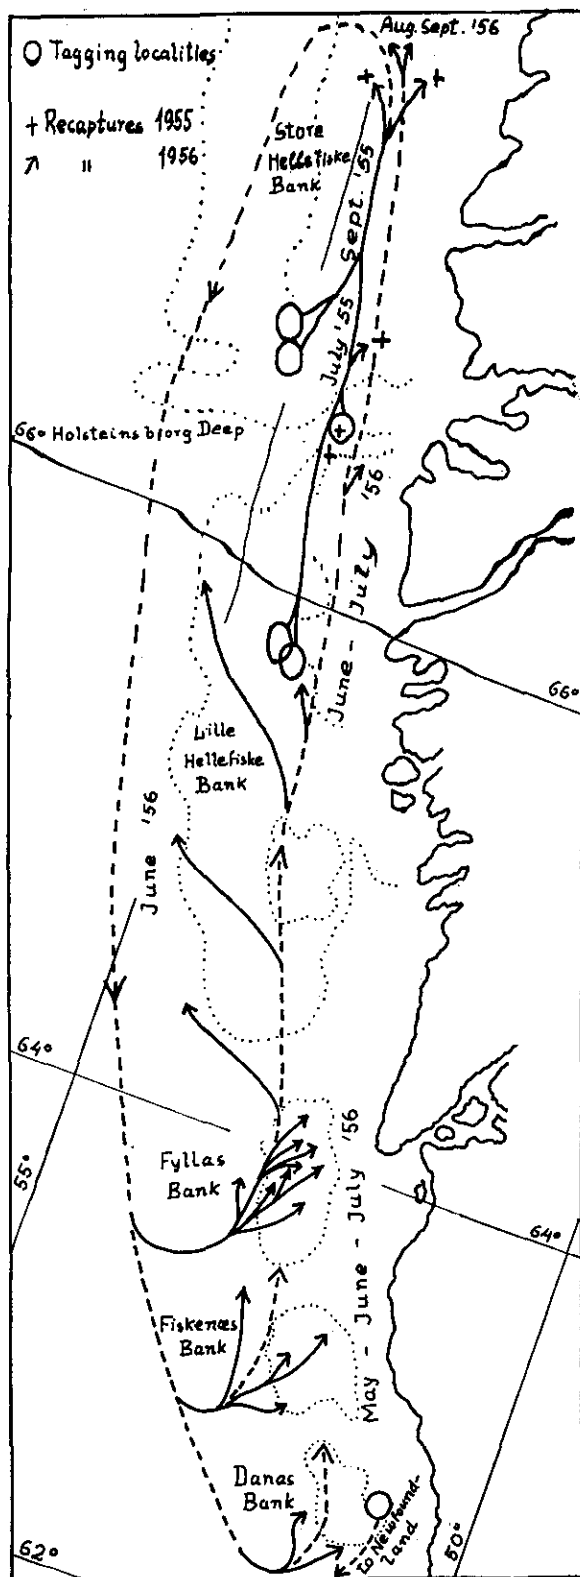 Aug. Sept. '56
Tagging localities
+ Recaptures 1955
" 1956
Store
Hellefiske
Bank
Sept. '55
July '55
66° Holsteinsborg Deep
June - July '56
66°
Lille
Hellefiske
Bank
June '56
64°
55°
Fyllas
Bank
64°
May - June - July '56
Fiskenæs
Bank
Danas
Bank
to Newfound-
land
62°
50°